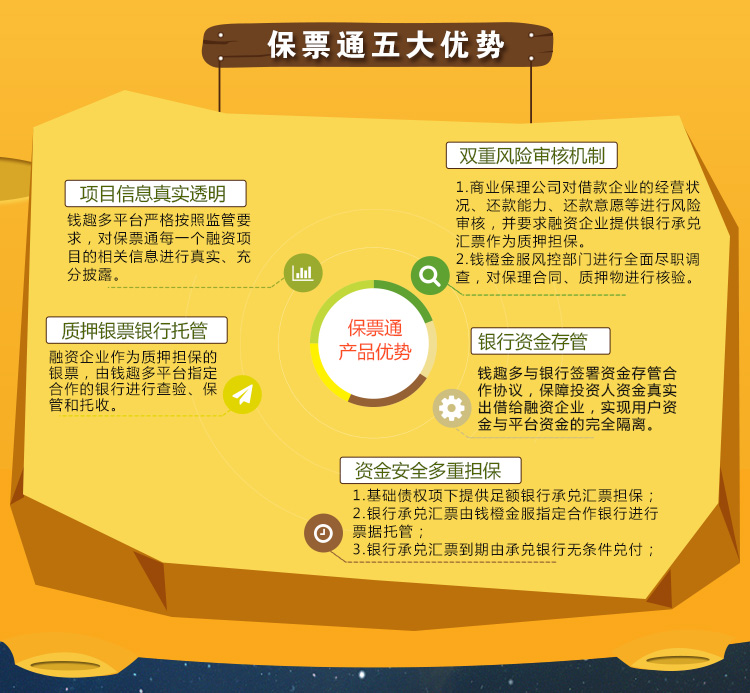 保票通五大优势
项目信息真实透明
钱趣多平台严格按照监管要
求，对保票通每一个融资项
目的相关信息进行真实、充
分披露。
双重风险审核机制
1.商业保理公司对借款企业的经营状
况、还款能力、还款意愿等进行风险
审核，并要求融资企业提供银行承兑
汇票作为质押担保。
2.钱橙金服风控部门进行全面尽职调
查，对保理合同、质押物进行核验。
质押银票银行托管
融资企业作为质押担保的
银票，由钱趣多平台指定
合作的银行进行查验、保
管和托收。
保票通
产品优势
银行资金存管
钱趣多与银行签署资金存管合
作协议，保障投资人资金真实
出借给融资企业，实现用户资
金与平台资金的完全隔离。
资金安全多重担保
1.基础债权项下提供足额银行承兑汇票担保；
2.银行承兑汇票由钱橙金服指定合作银行进行
票据托管；
3.银行承兑汇票到期由承兑银行无条件兑付；